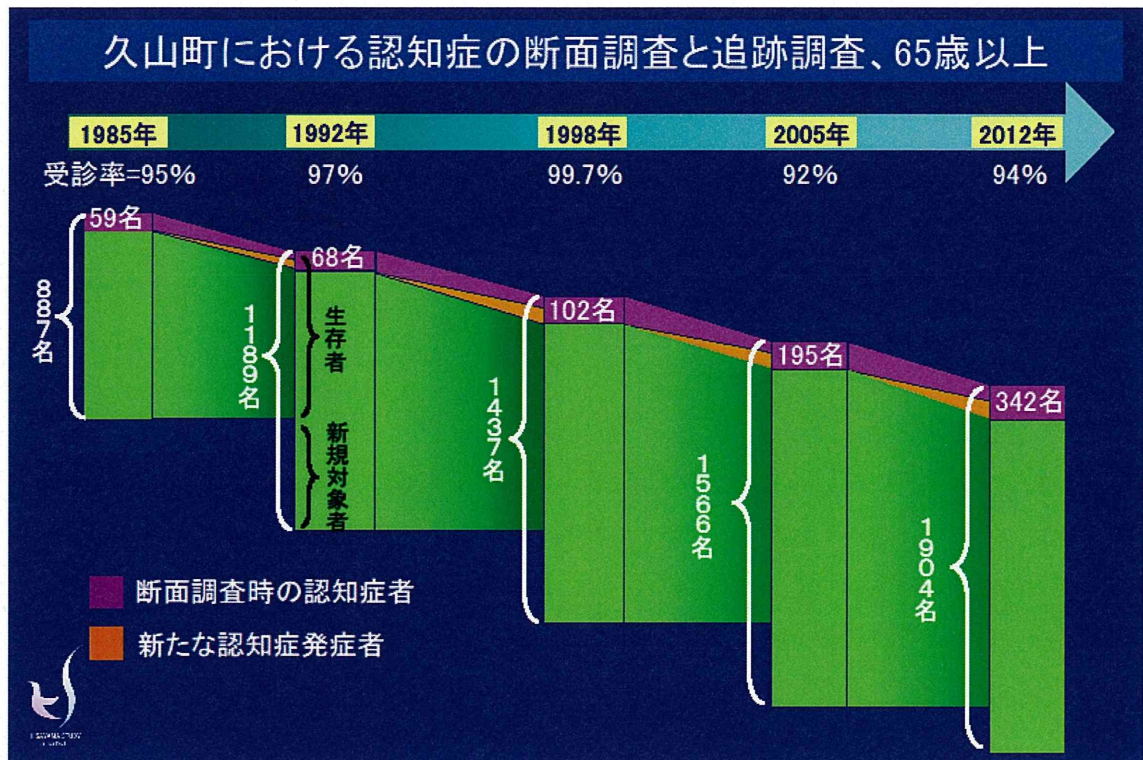 久山町における認知症の断面調査と追跡調査、65歳以上
1985年
1992年
1998年
2005年
2012年
受診率=95%
97%
99.7%
92%
94%
59名
68名
102名
195名
342名
887名
1189名
1437名
1566名
1904名
生存者
新規対象者
断面調査時の認知症者
新たな認知症発症者
HISAYAMA STUDY